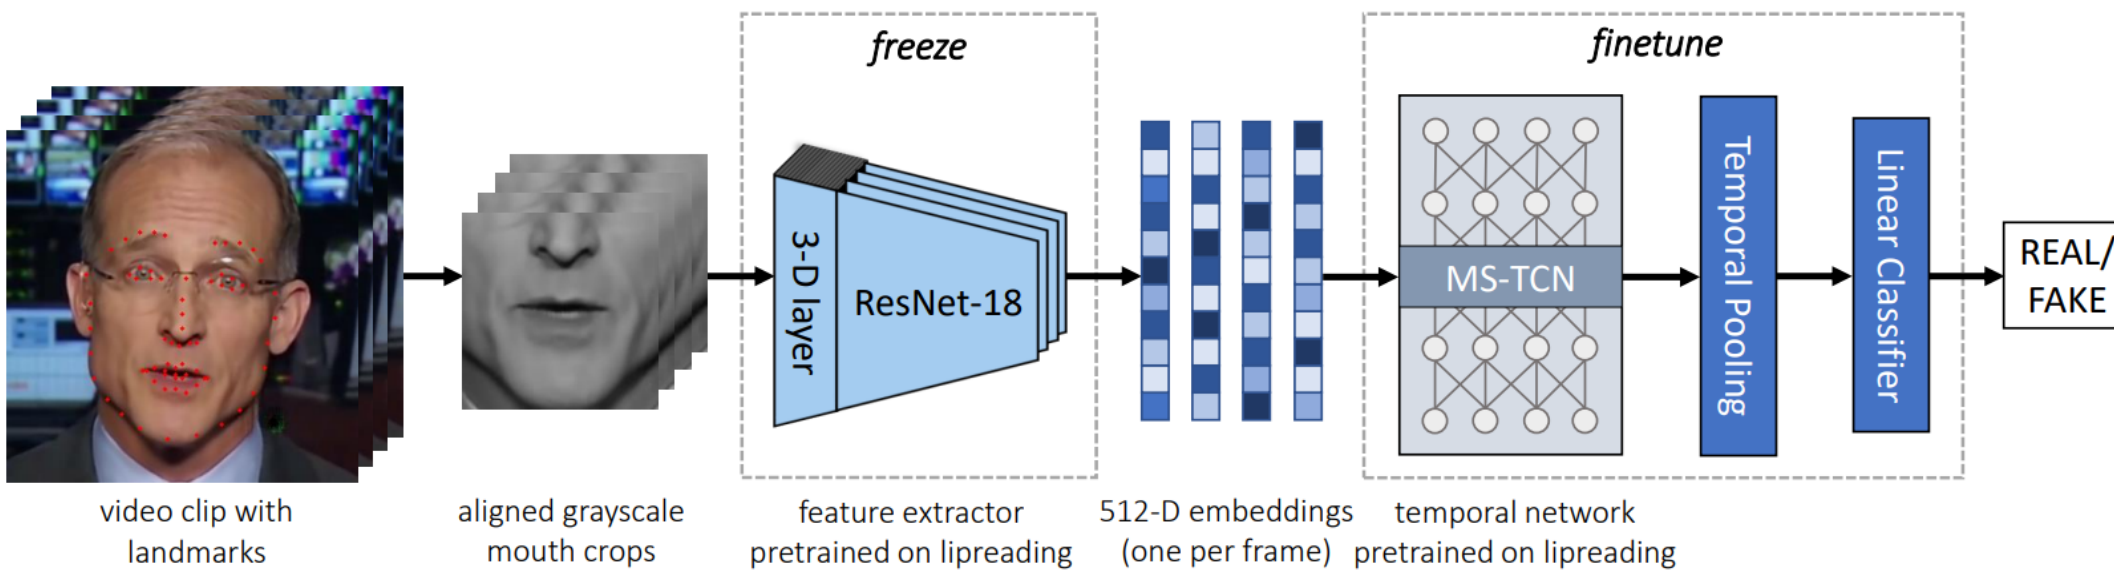 freeze
finetune
3-D layer
ResNet-18
MS-TCN
Temporal Pooling
Linear Classifier
REAL/
FAKE
video clip with
landmarks
aligned grayscale
mouth crops
feature extractor
pretrained on lipreading
512-D embeddings
(one per frame)
temporal network
pretrained on lipreading